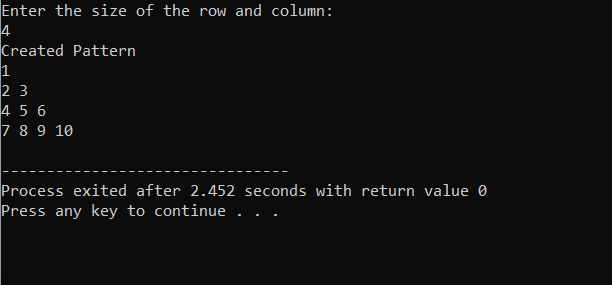 Enter the size of the row and column:
4
Created Pattern
1
2 3
4 5 6
7 8 9 10
--------------------------------
Process exited after 2.452 seconds with return value 0
Press any key to continue . . .